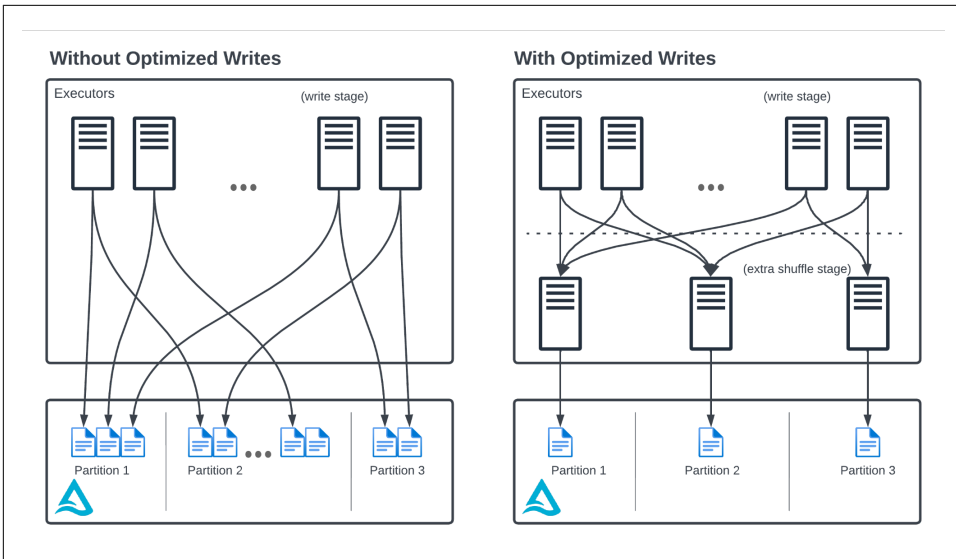 Without Optimized Writes
Executors
(write stage)
Partition 1
Partition 2
Partition 3
With Optimized Writes
Executors
(write stage)
(extra shuffle stage)
Partition 1
Partition 2
Partition 3